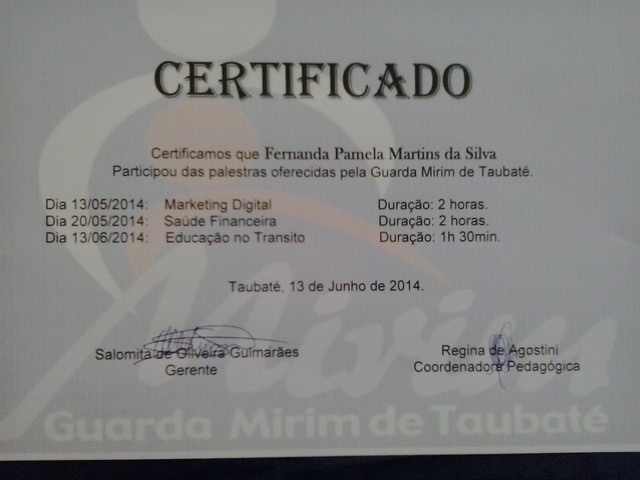 CERTIFICADO
Certificamos que Fernanda Pamela Martins da Silva
Participou das palestras oferecidas pela Guarda Mirim de Taubaté.
Dia 13/05/2014: Marketing Digital Duração: 2 horas.
Dia 20/05/2014: Saúde Financeira Duração: 2 horas.
Dia 13/06/2014: Educação no Transito Duração: 1h 30min.
Taubaté, 13 de Junho de 2014.
Salomita de Oliveira Guimarães
Gerente
Regina de Agostini
Coordenadora Pedagógica
Mirim
Guarda Mirim de Taubaté